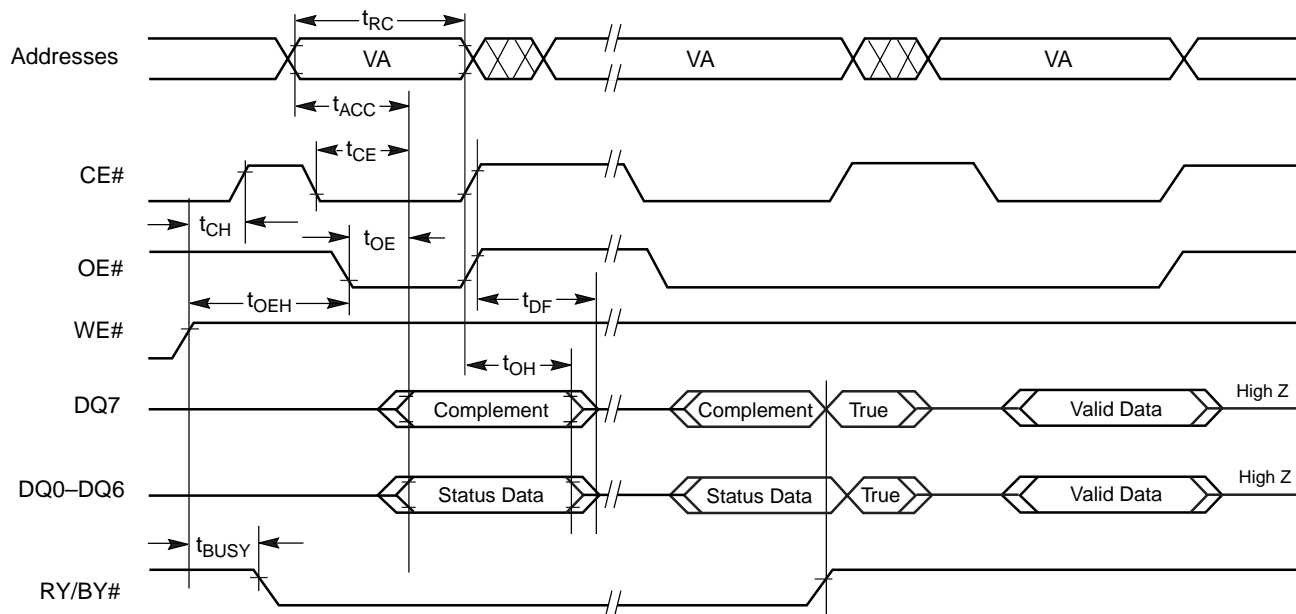 tRC
Addresses VA VA VA
tACC
tCE
CE#
tCH
tOE
OE#
tOEH
tDF
WE#
tOH
DQ7 Complement Complement True Valid Data High Z
DQ0–DQ6 Status Data Status Data True Valid Data High Z
tBUSY
RY/BY#